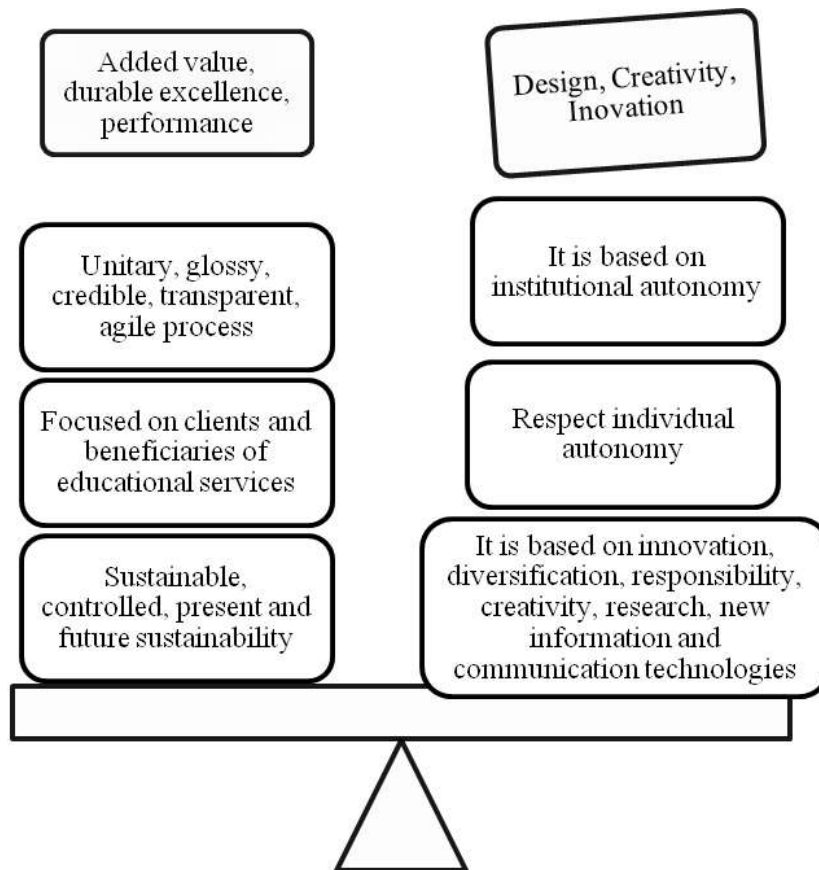 Added value,
durable excellence,
performance
Design, Creativity,
Inovation
Unitary, glossy,
credible, transparent,
agile process
It is based on
institutional autonomy
Focused on clients and
beneficiaries of
educational services
Respect individual
autonomy
Sustainable,
controlled, present and
future sustainability
It is based on innovation,
diversification, responsibility,
creativity, research, new
information and
communication technologies